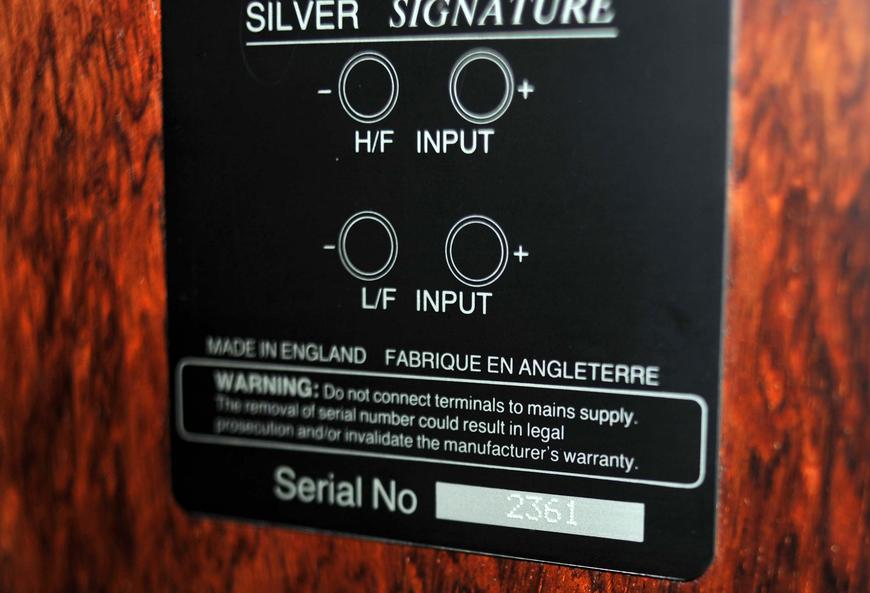 SILVER SIGNATURE
- +
H/F INPUT
- +
L/F INPUT
MADE IN ENGLAND FABRIQUE EN ANGLETERRE
WARNING: Do not connect terminals to mains supply.
The removal of serial number could result in legal
prosecution and/or invalidate the manufacturer's warranty.
Serial No 2361